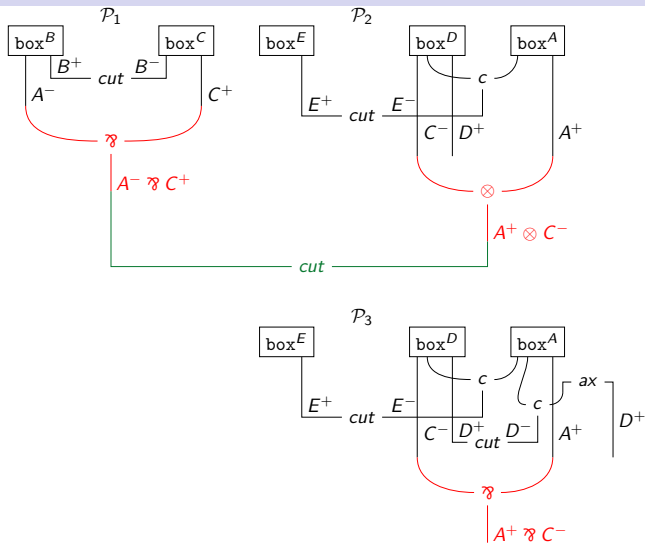 𝒫₁ 𝒫₂
box^B box^C box^E box^D box^A
B⁺ cut B⁻ c
A⁻ C⁺ E⁺ cut E⁻
C⁻ D⁺ A⁺
⅋
A⁻ ⅋ C⁺ ⊗
A⁺ ⊗ C⁻
cut
𝒫₃
box^E box^D box^A
c ax
E⁺ cut E⁻ c
C⁻ D⁺ cut D⁻ A⁺ D⁺
⅋
A⁺ ⅋ C⁻